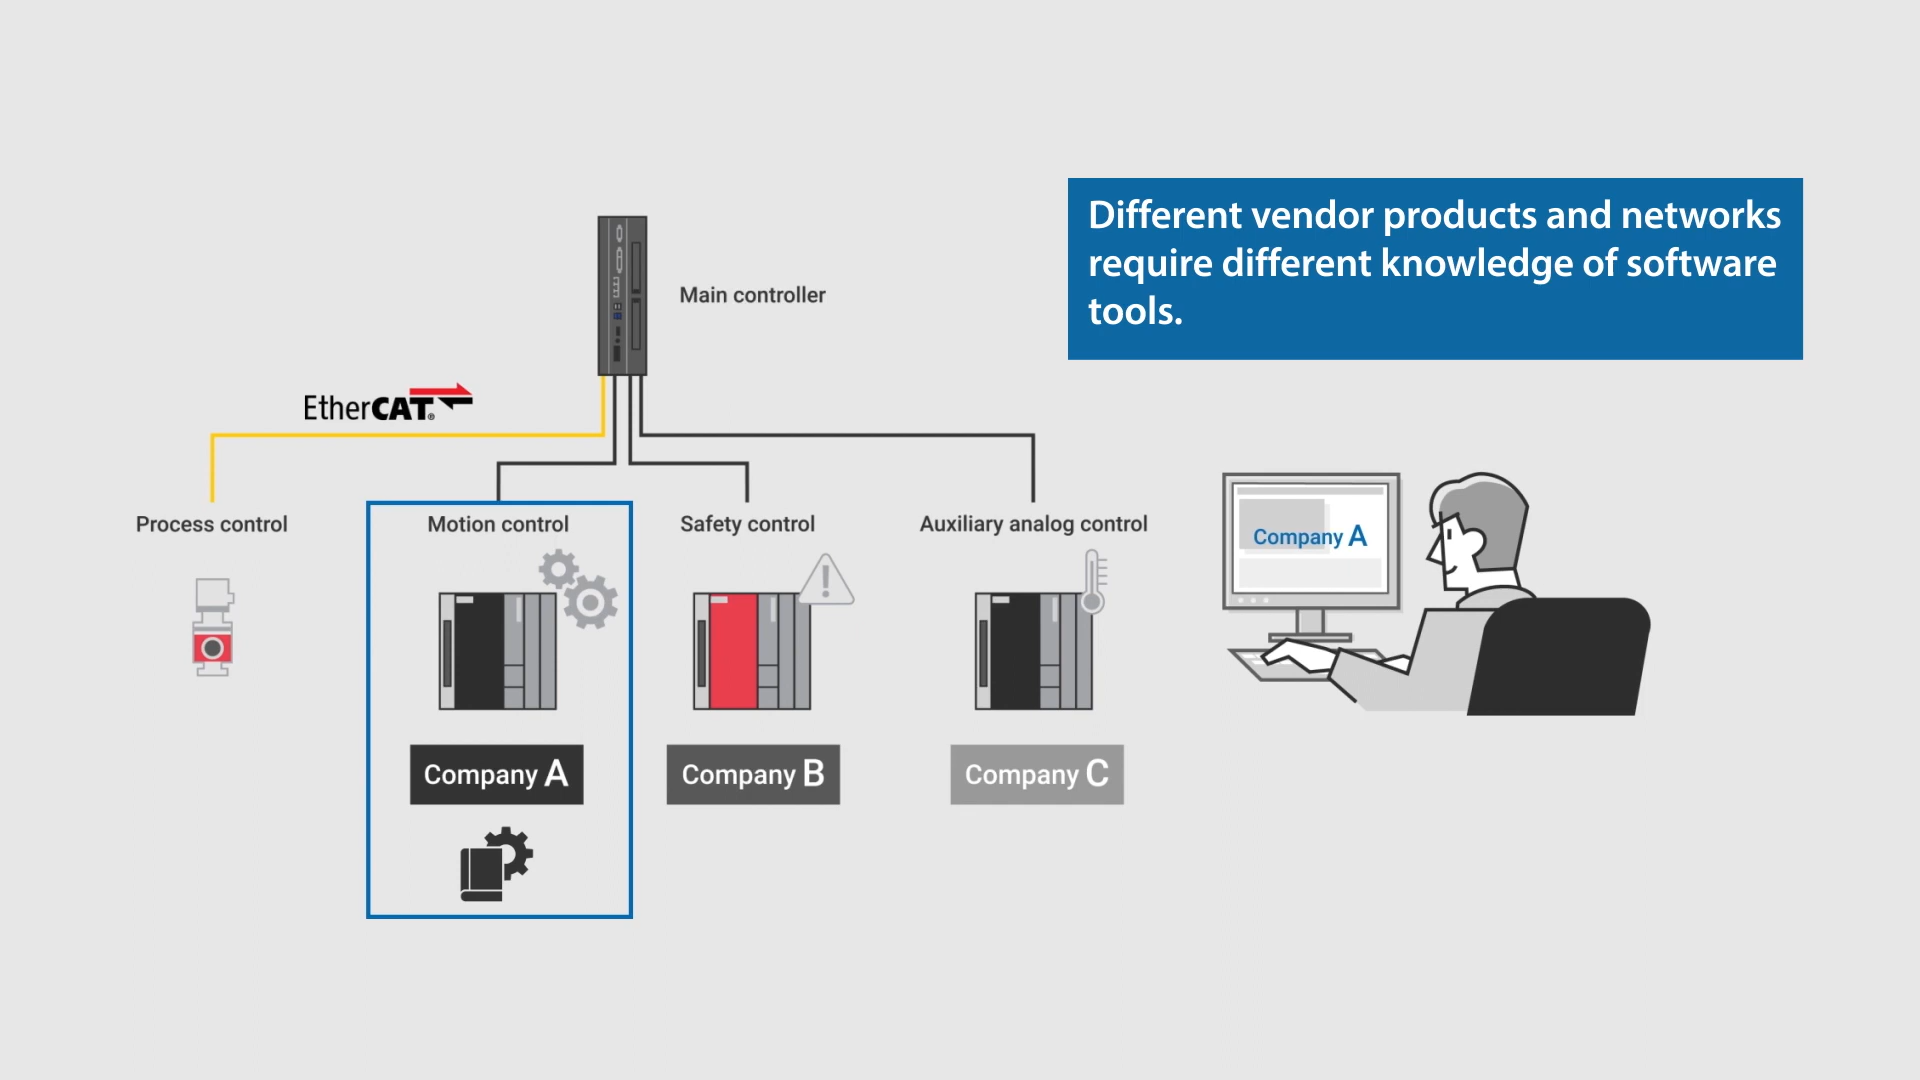 Different vendor products and networks
require different knowledge of software
tools.
Main controller
EtherCAT®
Process control
Motion control
Safety control
Auxiliary analog control
Company A
Company A
Company B
Company C